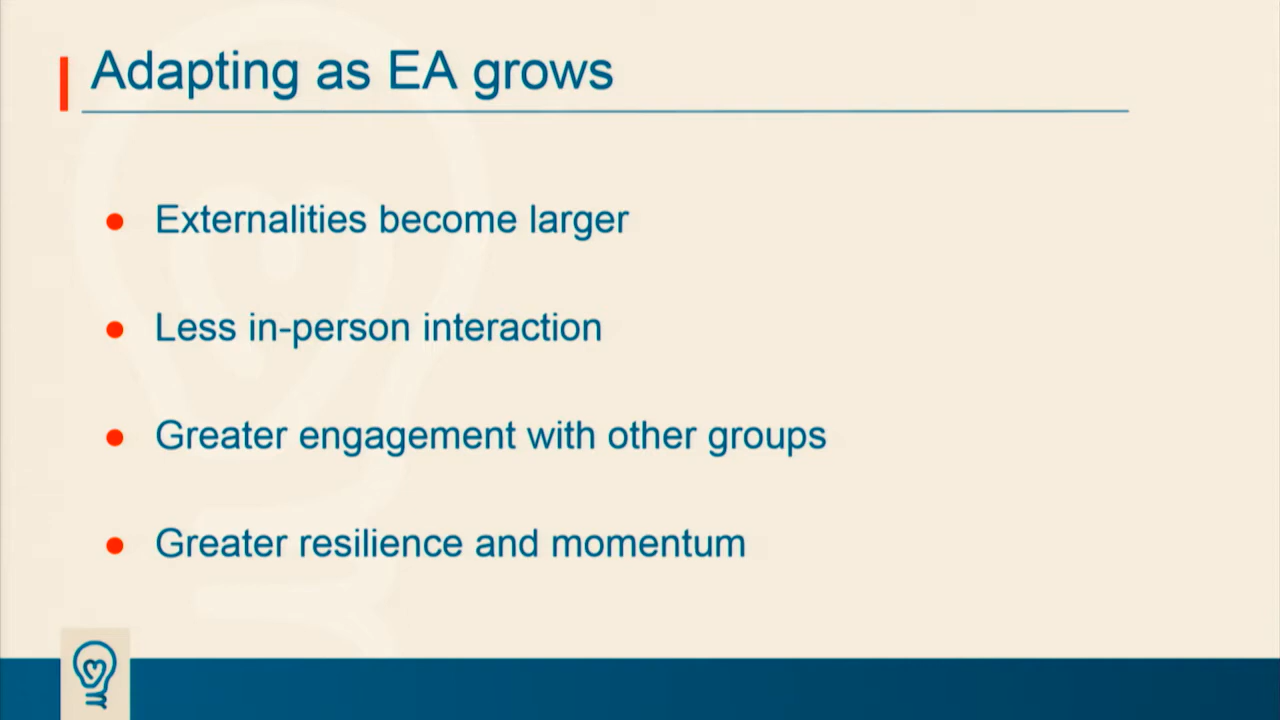 Adapting as EA grows
Externalities become larger
Less in-person interaction
Greater engagement with other groups
Greater resilience and momentum